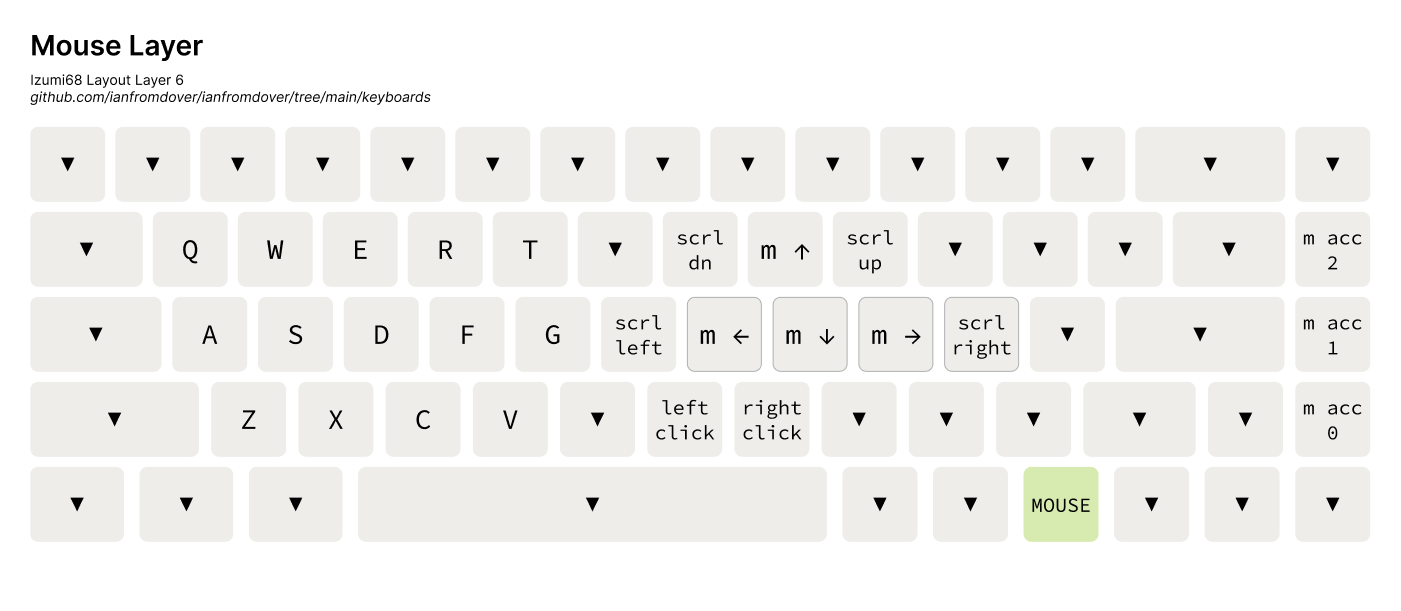 Mouse Layer
Izumi68 Layout Layer 6
github.com/ianfromdover/ianfromdover/tree/main/keyboards
▼ ▼ ▼ ▼ ▼ ▼ ▼ ▼ ▼ ▼ ▼ ▼ ▼ ▼ ▼
▼ Q W E R T ▼ scrl dn m ↑ scrl up ▼ ▼ ▼ ▼ m acc 2
▼ A S D F G scrl left m ← m ↓ m → scrl right ▼ ▼ m acc 1
▼ Z X C V ▼ left click right click ▼ ▼ ▼ ▼ ▼ m acc 0
▼ ▼ ▼ ▼ ▼ ▼ MOUSE ▼ ▼ ▼